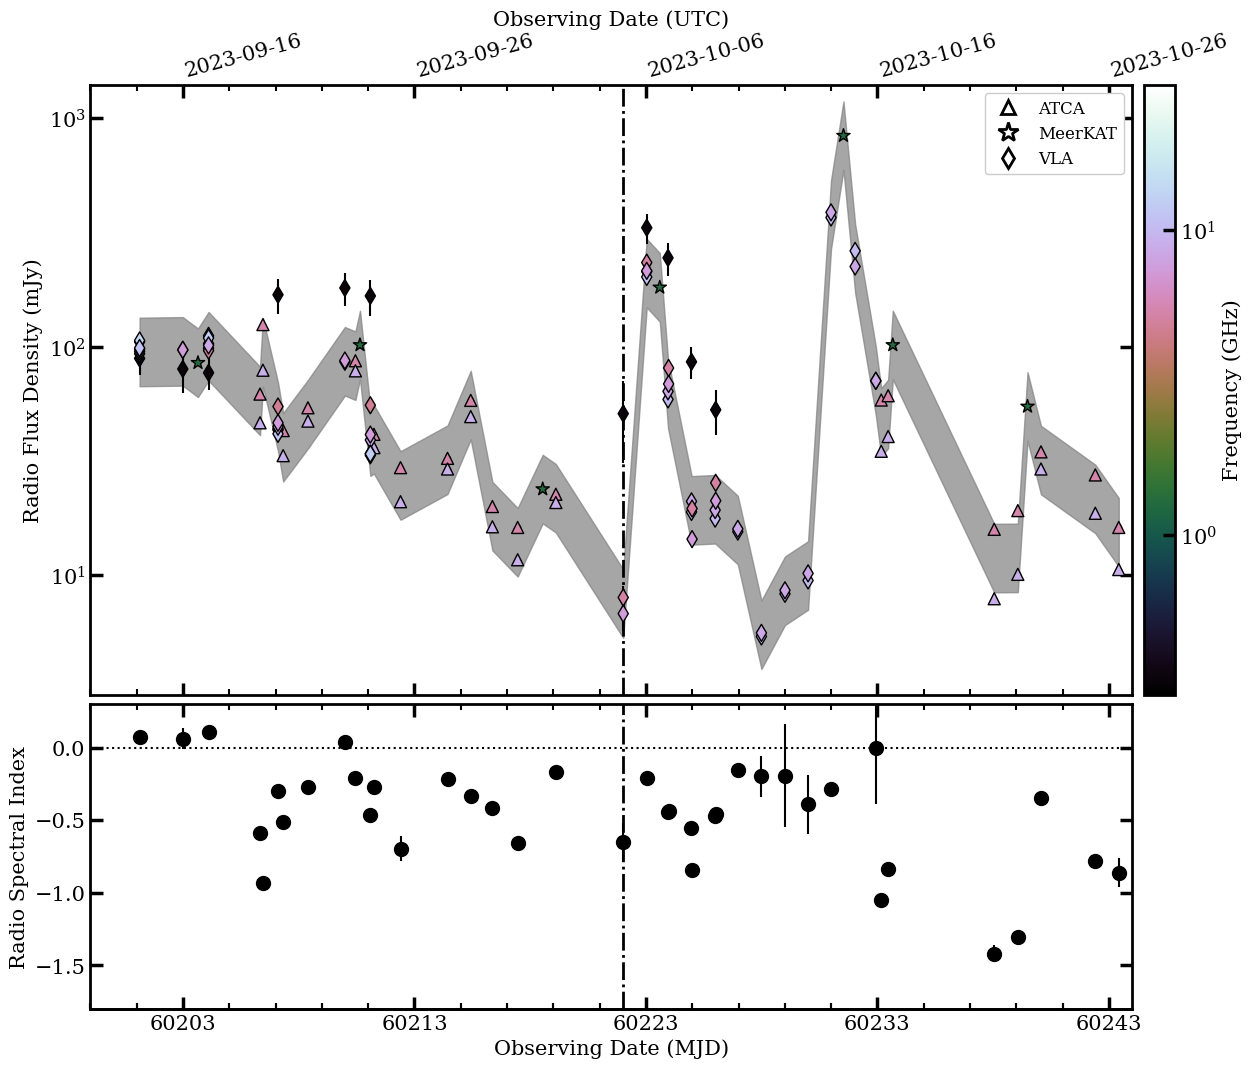 Observing Date (UTC)
2023-09-16
2023-09-26
2023-10-06
2023-10-16
2023-10-26
10³
10²
10¹
Radio Flux Density (mJy)
ATCA
MeerKAT
VLA
10¹
10⁰
Frequency (GHz)
0.0
−0.5
−1.0
−1.5
Radio Spectral Index
60203
60213
60223
60233
60243
Observing Date (MJD)